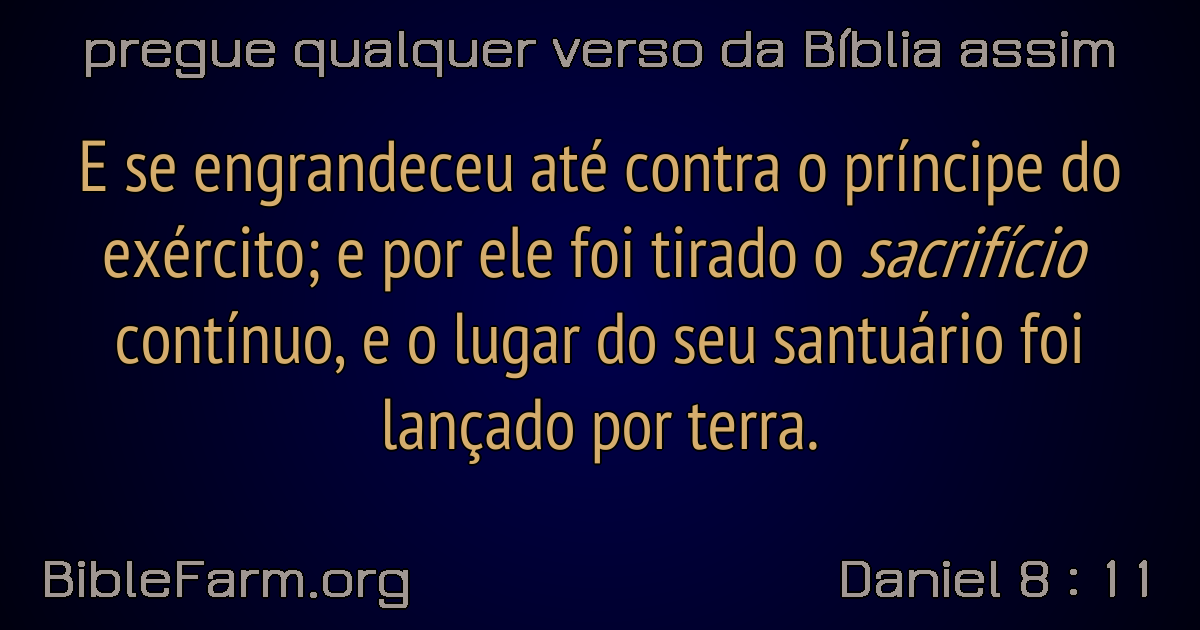 pregue qualquer verso da Bíblia assim
E se engrandeceu até contra o príncipe do
exército; e por ele foi tirado o sacrifício
contínuo, e o lugar do seu santuário foi
lançado por terra.
BibleFarm.org
Daniel 8 : 11